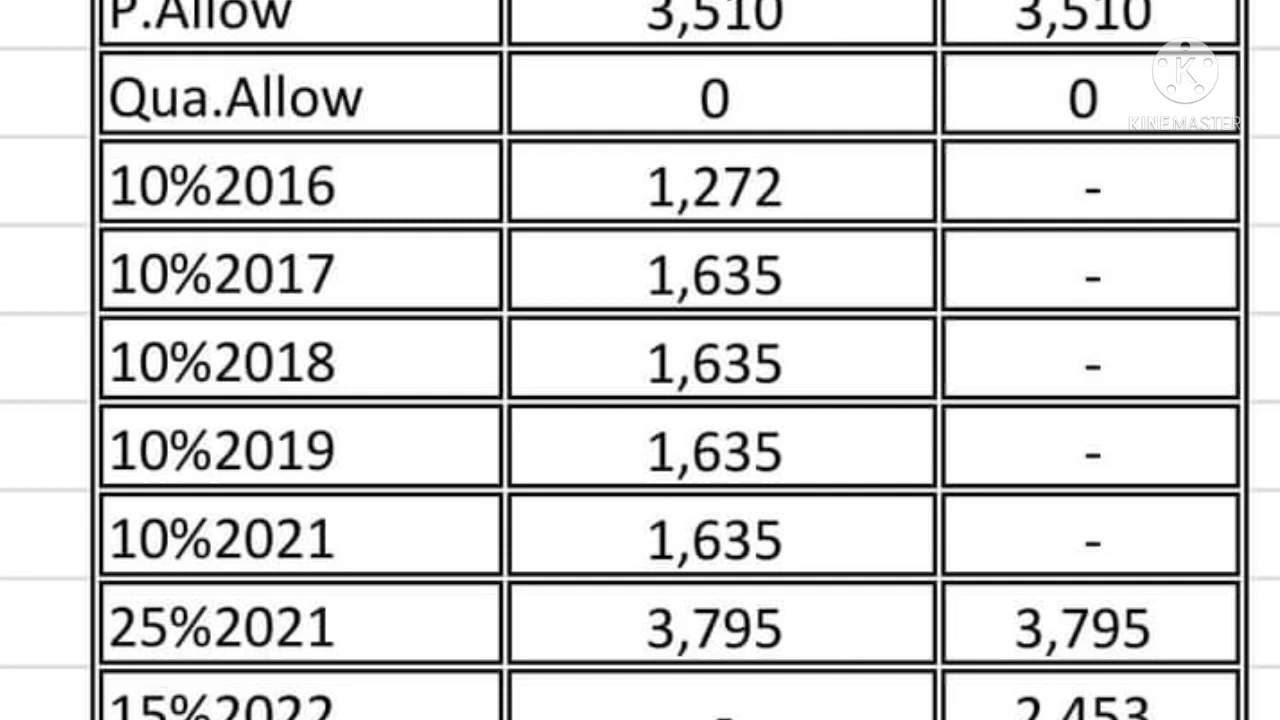 P.Allow 3,510 3,510
Qua.Allow 0 0
10%2016 1,272 -
10%2017 1,635 -
10%2018 1,635 -
10%2019 1,635 -
10%2021 1,635 -
25%2021 3,795 3,795
15%2022 - 2,453
K
KINEMASTER